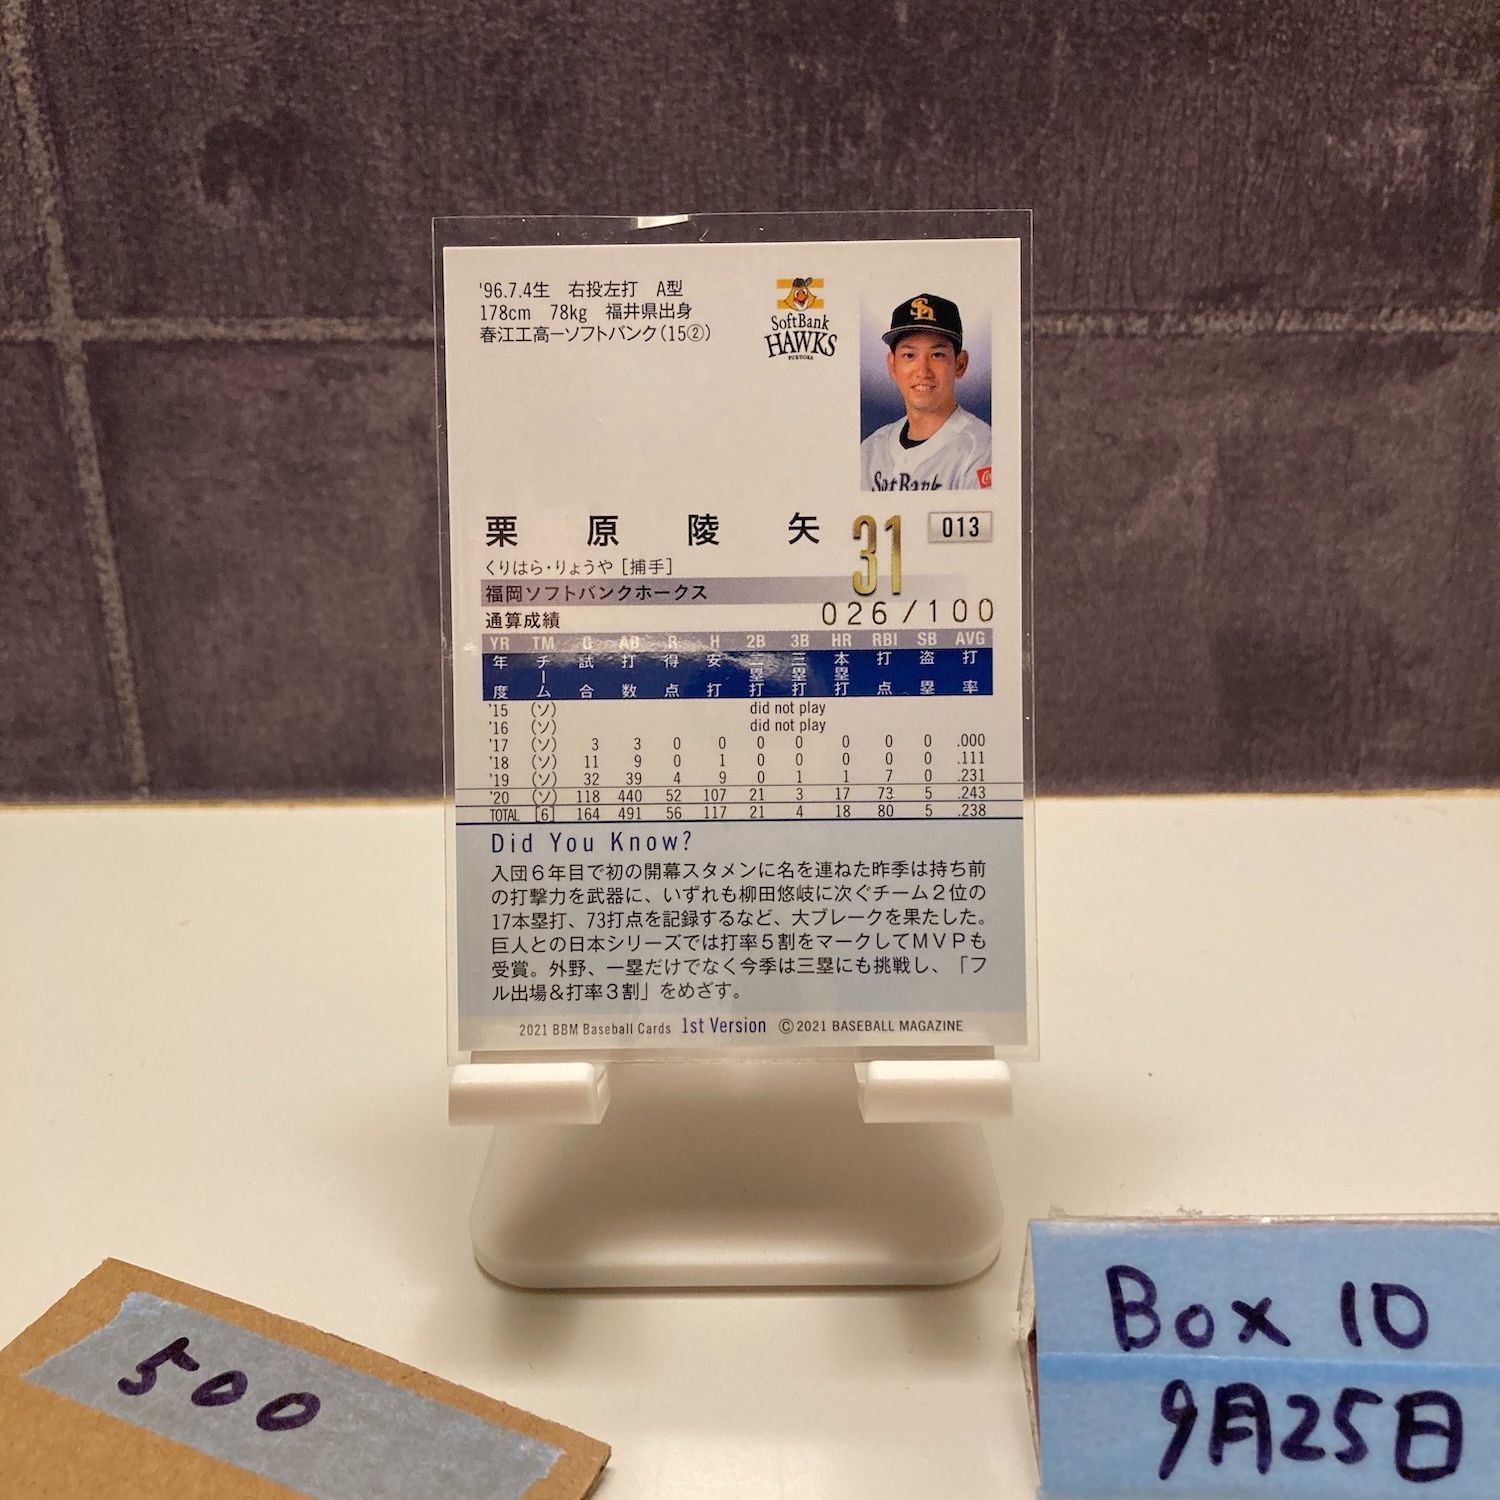 '96.7.4生 右投左打 A型
178cm 78kg 福井県出身
春江工高ーソフトバンク(15②)
SoftBank
HAWKS
FUKUOKA
SoftBank
栗原陵矢 31 013
くりはら・りょうや [捕手]
福岡ソフトバンクホークス
026/100
通算成績
YR TM G AB R H 2B 3B HR RBI SB AVG
年度 チーム 試合 打数 得点 安打 二塁打 三塁打 本塁打 打点 盗塁 打率
'15 (ソ) did not play
'16 (ソ) did not play
'17 (ソ) 3 3 0 0 0 0 0 0 0 .000
'18 (ソ) 11 9 0 1 0 0 0 0 0 .111
'19 (ソ) 32 39 4 9 0 1 1 7 0 .231
'20 (ソ) 118 440 52 107 21 3 17 73 5 .243
TOTAL [6] 164 491 56 117 21 4 18 80 5 .238
Did You Know?
入団6年目で初の開幕スタメンに名を連ねた昨季は持ち前
の打撃力を武器に、いずれも柳田悠岐に次ぐチーム2位の
17本塁打、73打点を記録するなど、大ブレークを果たした。
巨人との日本シリーズでは打率5割をマークしてMVPも
受賞。外野、一塁だけでなく今季は三塁にも挑戦し、「フ
ル出場&打率3割」をめざす。
2021 BBM Baseball Cards 1st Version ©2021 BASEBALL MAGAZINE
500
Box 10
9月25日